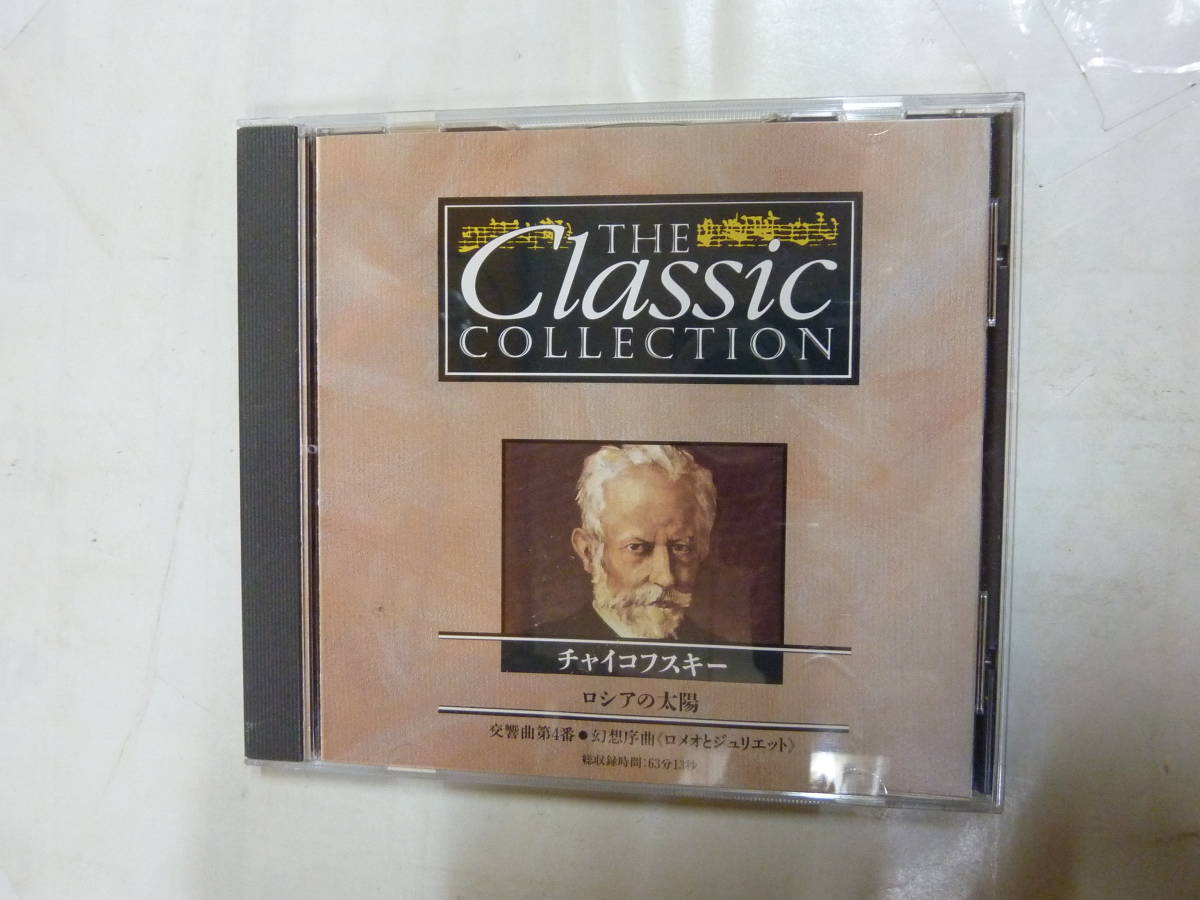 THE
Classic
COLLECTION
チャイコフスキー
ロシアの太陽
交響曲第4番●幻想序曲《ロメオとジュリエット》
総収録時間:63分13秒